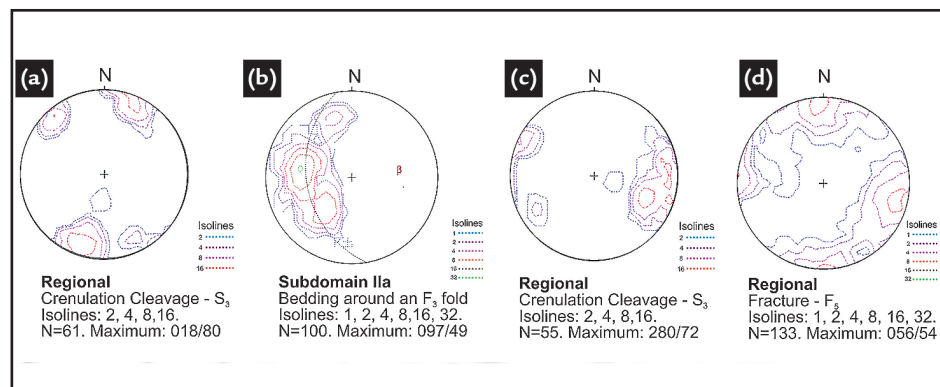 (a)
N
Isolines
2
4
8
16
Regional
Crenulation Cleavage - S3
Isolines: 2, 4, 8,16.
N=61. Maximum: 018/80
(b)
N
β
Isolines
1
2
4
8
16
32
Subdomain IIa
Bedding around an F3 fold
Isolines: 1, 2, 4, 8,16, 32.
N=100. Maximum: 097/49
(c)
N
Isolines
2
4
8
16
Regional
Crenulation Cleavage - S3
Isolines: 2, 4, 8,16.
N=55. Maximum: 280/72
(d)
N
Isolines
1
2
4
8
16
32
Regional
Fracture - F
Isolines: 1, 2, 4, 8, 16, 32.
N=133. Maximum: 056/54